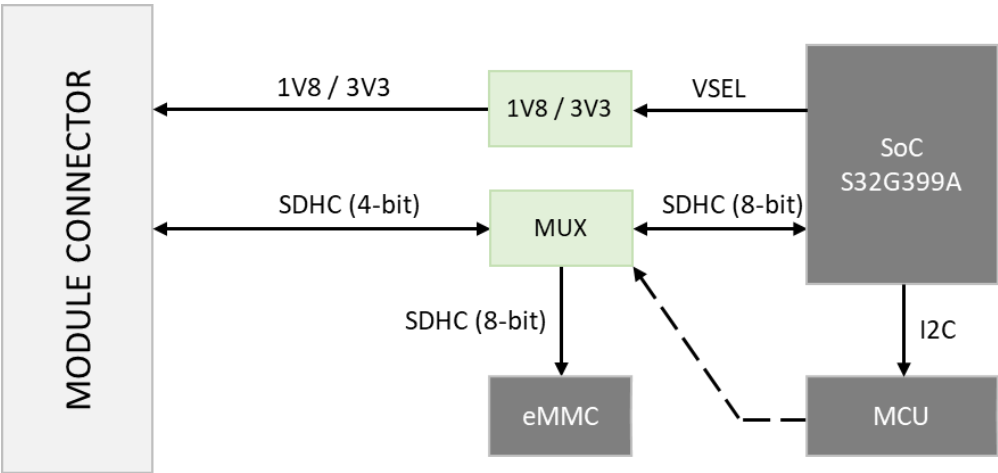 MODULE CONNECTOR
1V8 / 3V3
1V8 / 3V3
VSEL
SoC
S32G399A
SDHC (4-bit)
MUX
SDHC (8-bit)
SDHC (8-bit)
I2C
eMMC
MCU